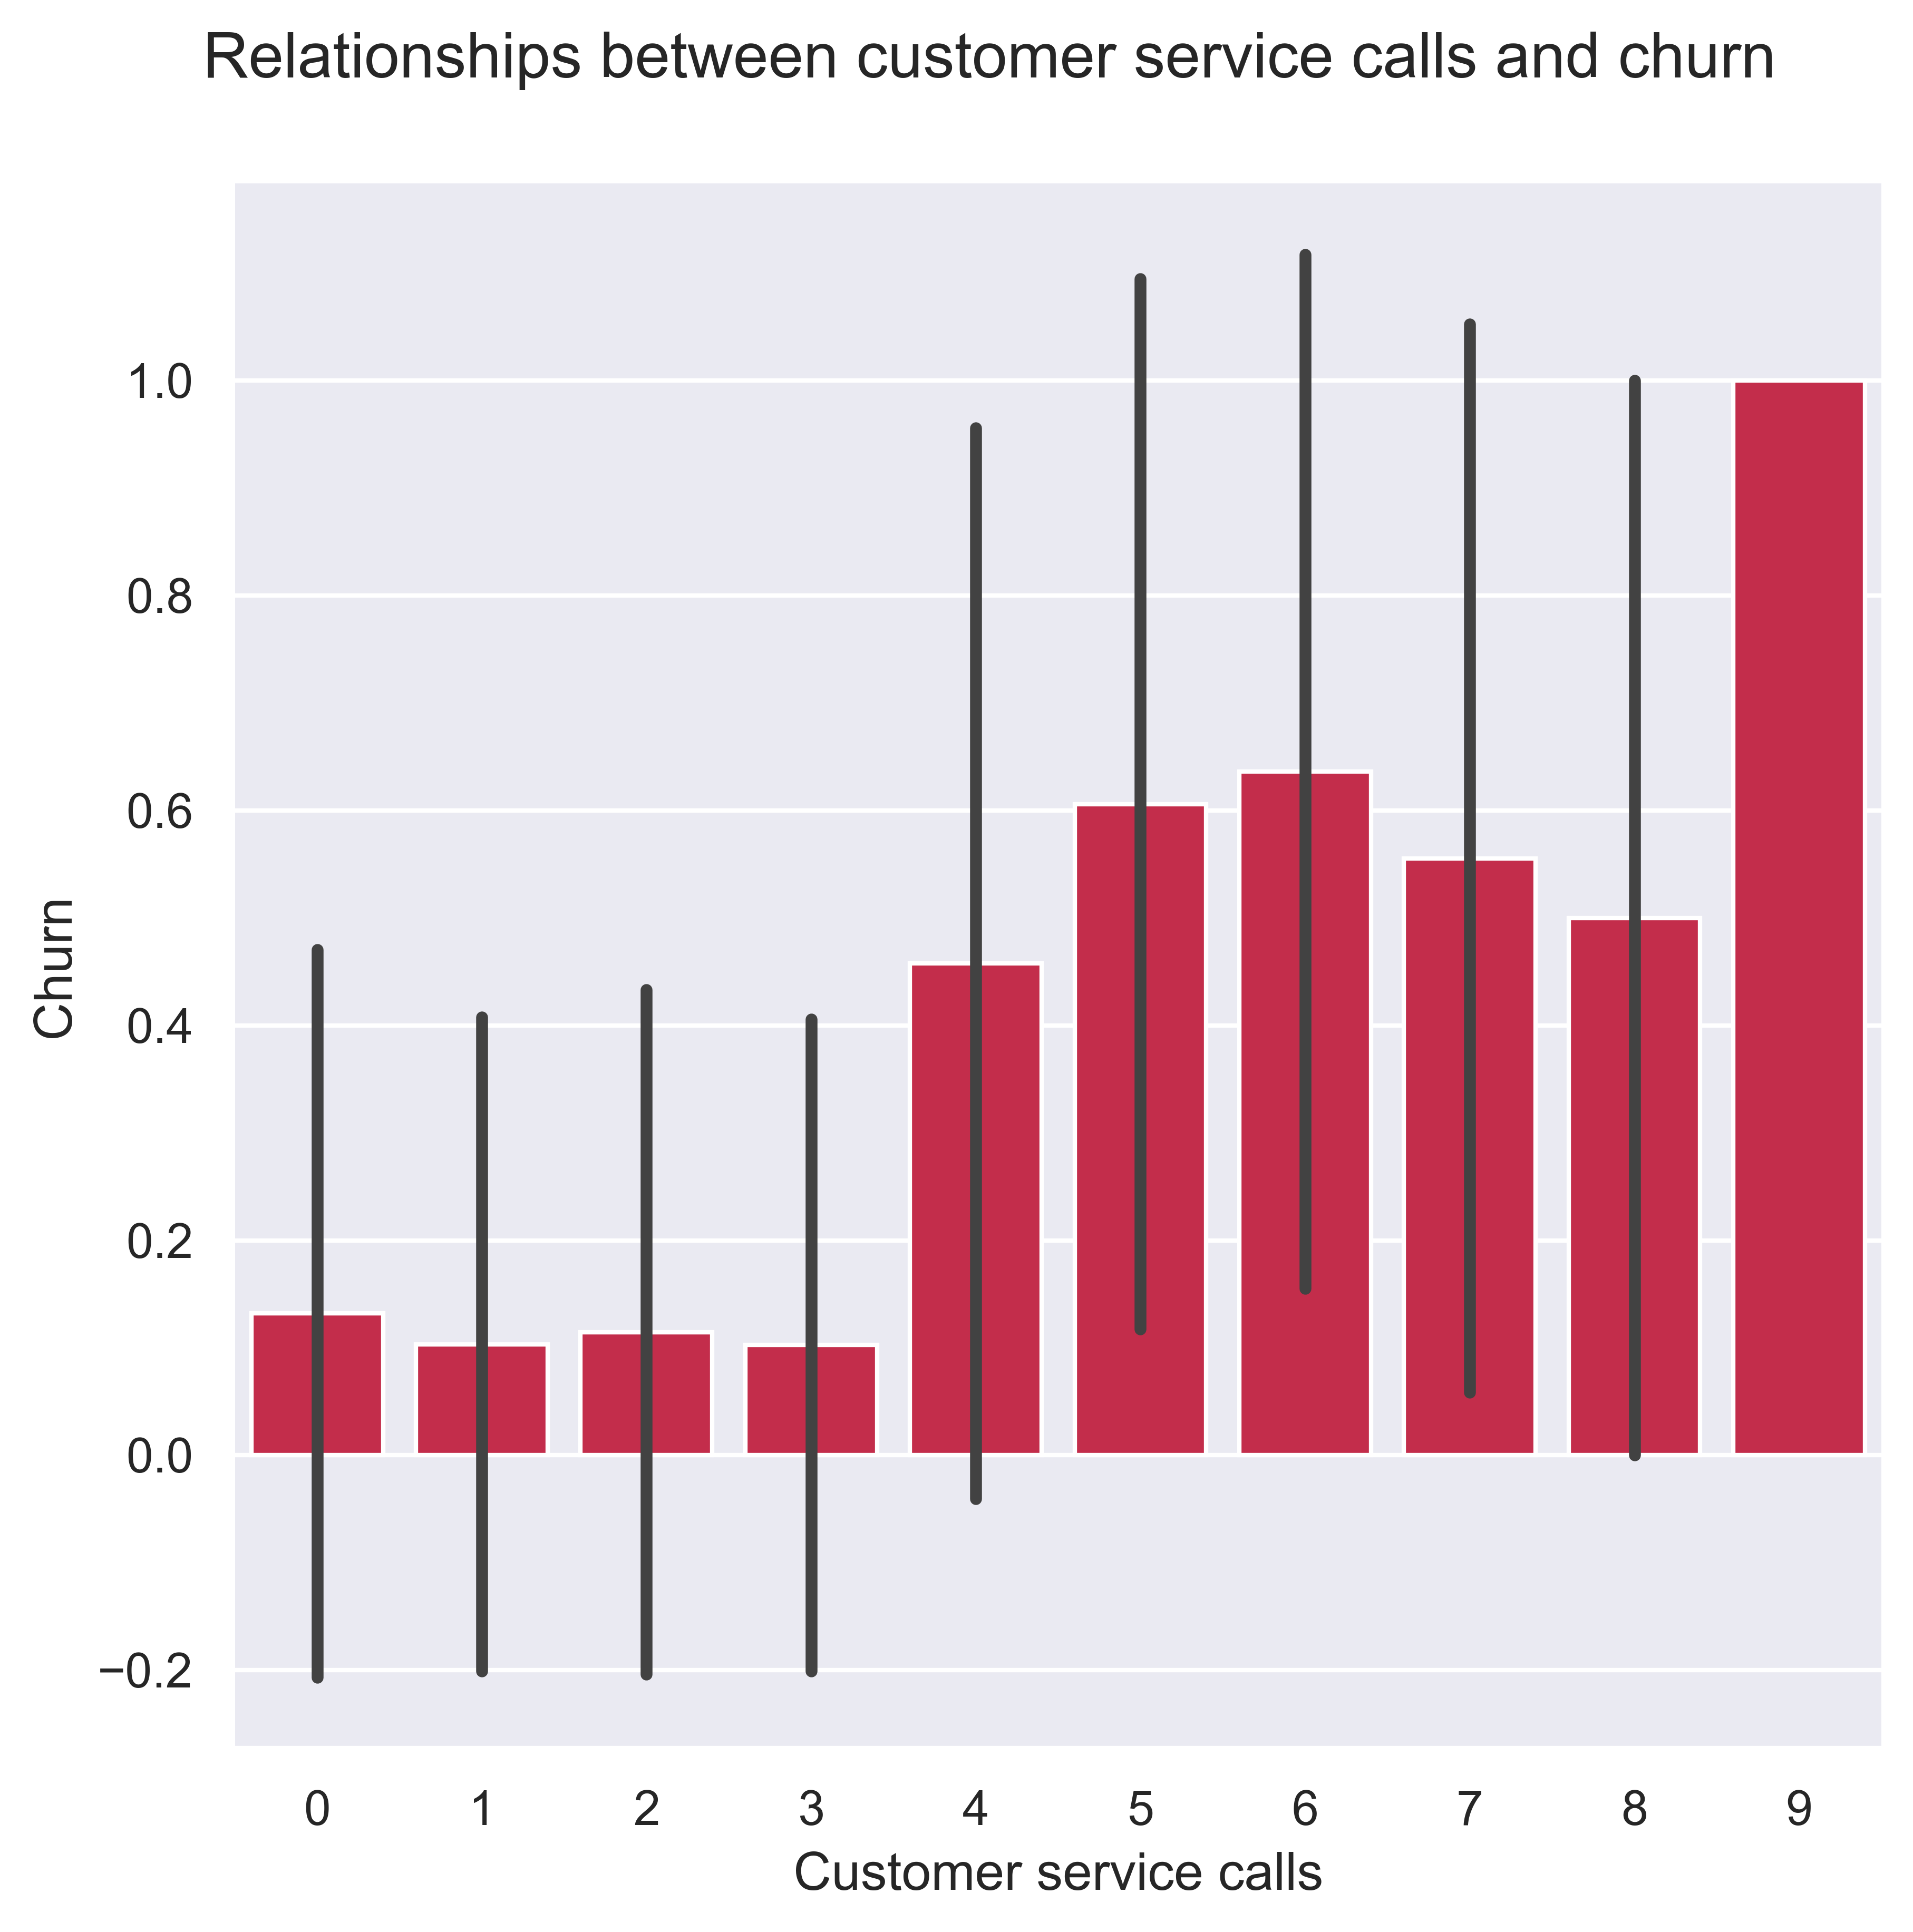 Relationships between customer service calls and churn
1.0
0.8
0.6
0.4
0.2
0.0
−0.2
Churn
0 1 2 3 4 5 6 7 8 9
Customer service calls